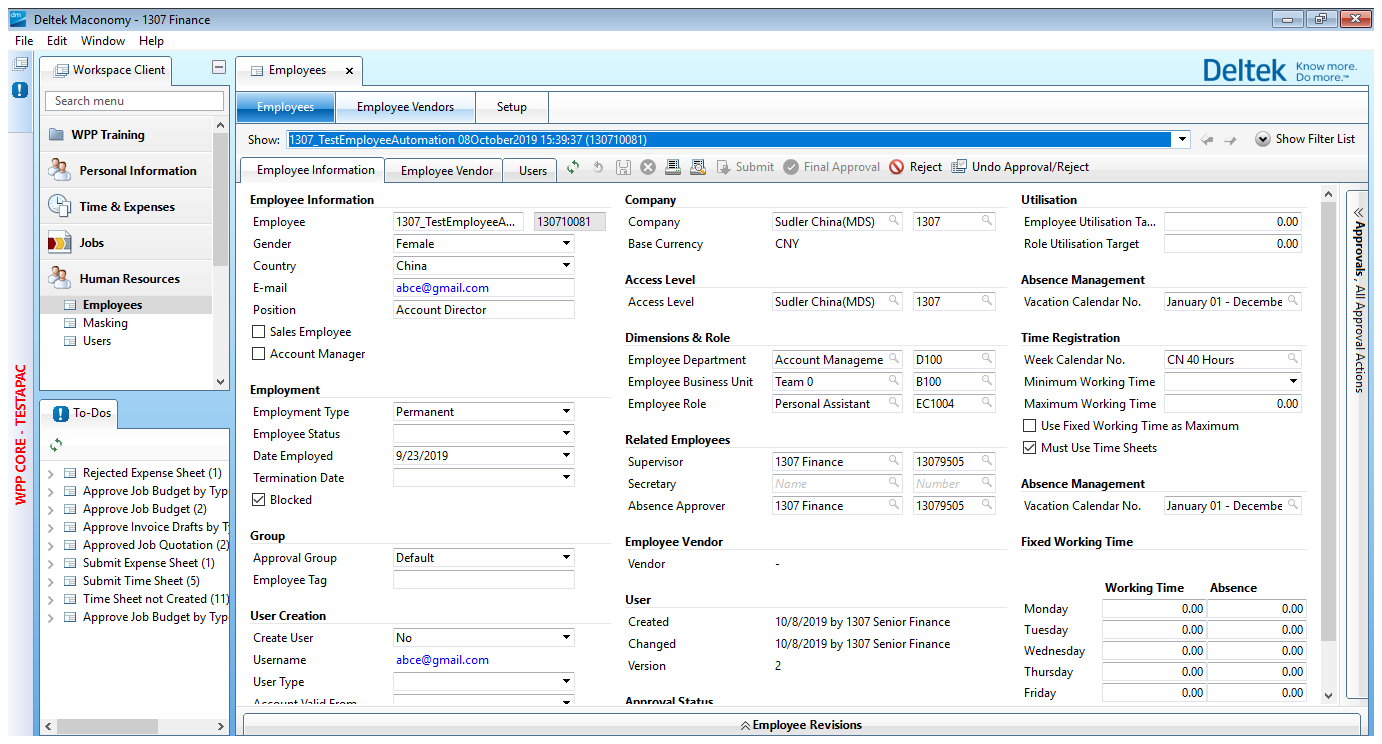 Deltek Maconomy - 1307 Finance
File Edit Window Help
Workspace Client
Search menu
WPP Training
Personal Information
Time & Expenses
Jobs
Human Resources
Employees
Masking
Users
WPP CORE - TESTAPAC
To-Dos
Rejected Expense Sheet (1)
Approve Job Budget by Typ
Approve Job Budget (2)
Approve Invoice Drafts by T
Approved Job Quotation (2)
Submit Expense Sheet (1)
Submit Time Sheet (5)
Time Sheet not Created (11)
Approve Job Budget by Typ
Employees
Deltek Know more. Do more.™
Employees Employee Vendors Setup
Show: 1307_TestEmployeeAutomation 08October2019 15:39:37 (130710081) Show Filter List
Employee Information Employee Vendor Users Submit Final Approval Reject Undo Approval/Reject
Employee Information
Employee 1307_TestEmployeeA... 130710081
Gender Female
Country China
E-mail abce@gmail.com
Position Account Director
Sales Employee
Account Manager
Employment
Employment Type Permanent
Employee Status
Date Employed 9/23/2019
Termination Date
Blocked
Group
Approval Group Default
Employee Tag
User Creation
Create User No
Username abce@gmail.com
User Type
Account Valid From
Company
Company Sudler China(MDS) 1307
Base Currency CNY
Access Level
Access Level Sudler China(MDS) 1307
Dimensions & Role
Employee Department Account Manageme D100
Employee Business Unit Team 0 B100
Employee Role Personal Assistant EC1004
Related Employees
Supervisor 1307 Finance 13079505
Secretary Name Number
Absence Approver 1307 Finance 13079505
Employee Vendor
Vendor -
User
Created 10/8/2019 by 1307 Senior Finance
Changed 10/8/2019 by 1307 Senior Finance
Version 2
Approval Status
Utilisation
Employee Utilisation Ta... 0.00
Role Utilisation Target 0.00
Absence Management
Vacation Calendar No. January 01 - Decembe
Time Registration
Week Calendar No. CN 40 Hours
Minimum Working Time
Maximum Working Time 0.00
Use Fixed Working Time as Maximum
Must Use Time Sheets
Absence Management
Vacation Calendar No. January 01 - Decembe
Fixed Working Time
Working Time Absence
Monday 0.00 0.00
Tuesday 0.00 0.00
Wednesday 0.00 0.00
Thursday 0.00 0.00
Friday 0.00 0.00
Approvals, All Approval Actions
Employee Revisions